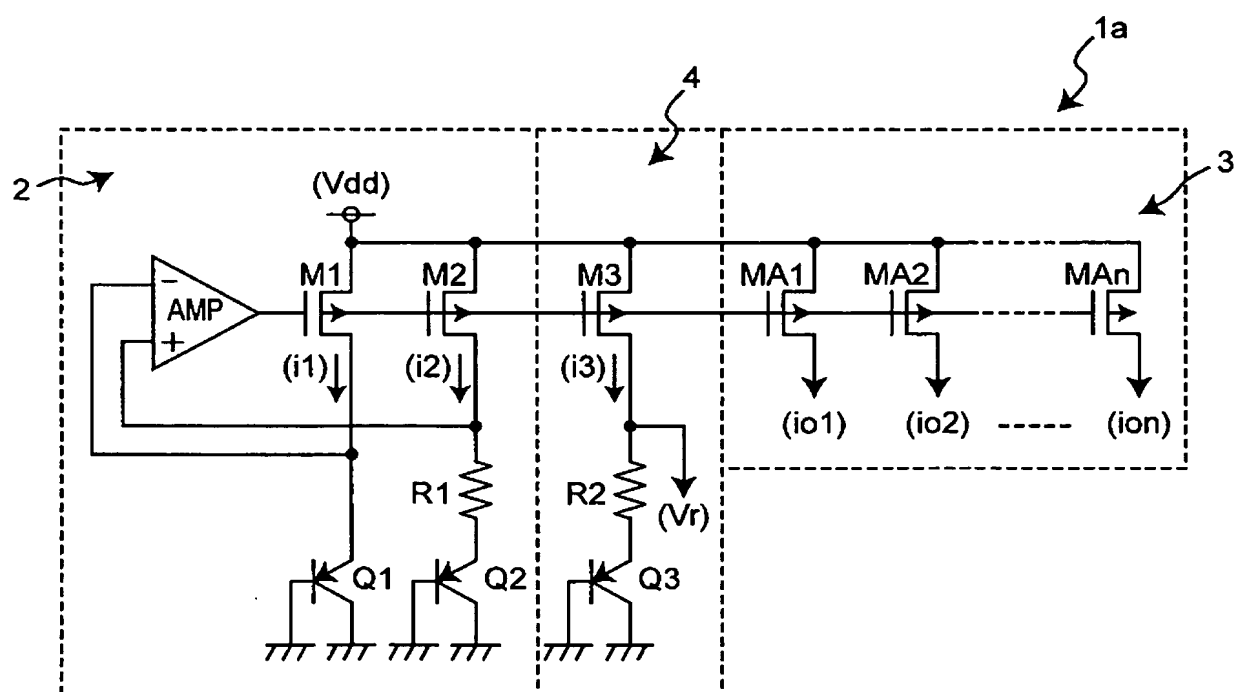 1a
4
2
3
(Vdd)
M1 M2 M3 MA1 MA2 MAn
−
AMP
+
(i1) (i2) (i3)
(io1) (io2) (ion)
R1 R2 (Vr)
Q1 Q2 Q3